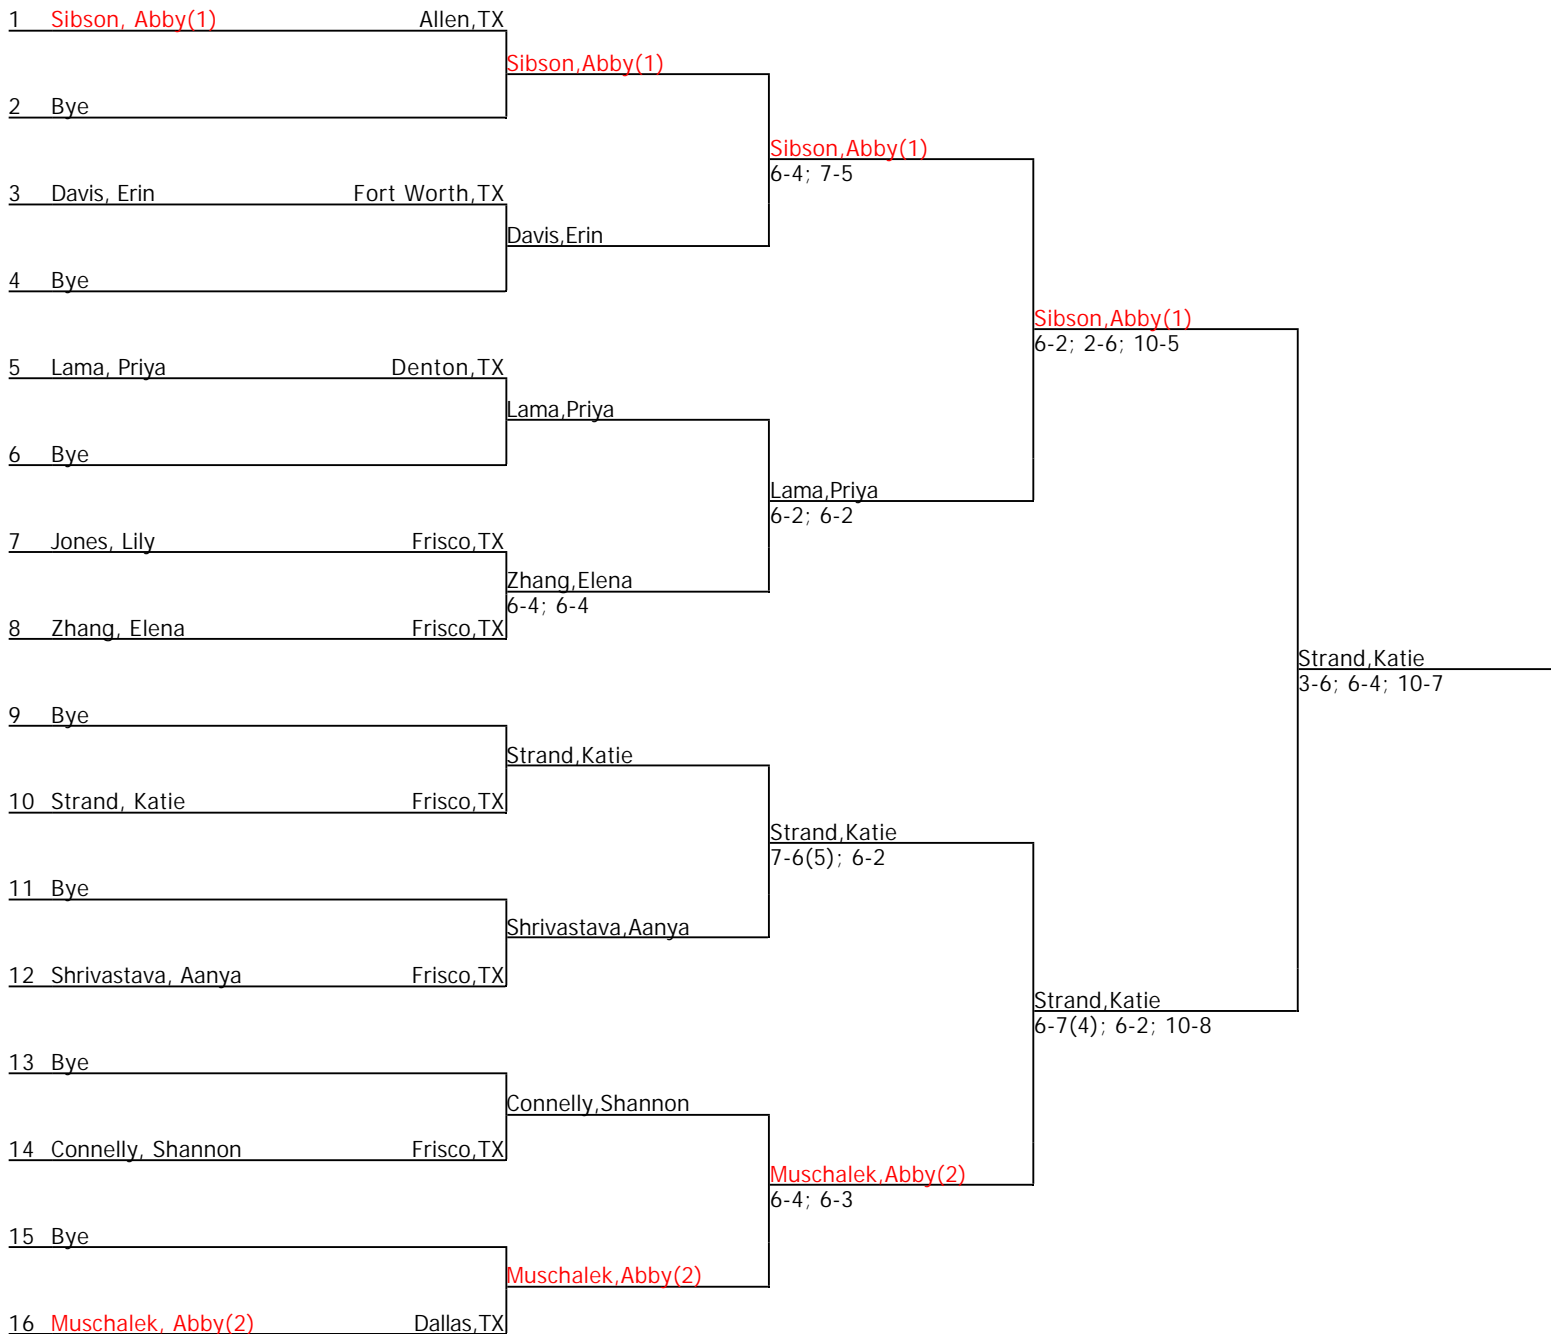 1 Sibson, Abby(1) Allen,TX
Sibson,Abby(1)
2 Bye
Sibson,Abby(1)
6-4; 7-5
3 Davis, Erin Fort Worth,TX
Davis,Erin
4 Bye
Sibson,Abby(1)
6-2; 2-6; 10-5
5 Lama, Priya Denton,TX
Lama,Priya
6 Bye
Lama,Priya
6-2; 6-2
7 Jones, Lily Frisco,TX
Zhang,Elena
6-4; 6-4
8 Zhang, Elena Frisco,TX
Strand,Katie
3-6; 6-4; 10-7
9 Bye
Strand,Katie
10 Strand, Katie Frisco,TX
Strand,Katie
7-6(5); 6-2
11 Bye
Shrivastava,Aanya
12 Shrivastava, Aanya Frisco,TX
Strand,Katie
6-7(4); 6-2; 10-8
13 Bye
Connelly,Shannon
14 Connelly, Shannon Frisco,TX
Muschalek,Abby(2)
6-4; 6-3
15 Bye
Muschalek,Abby(2)
16 Muschalek, Abby(2) Dallas,TX